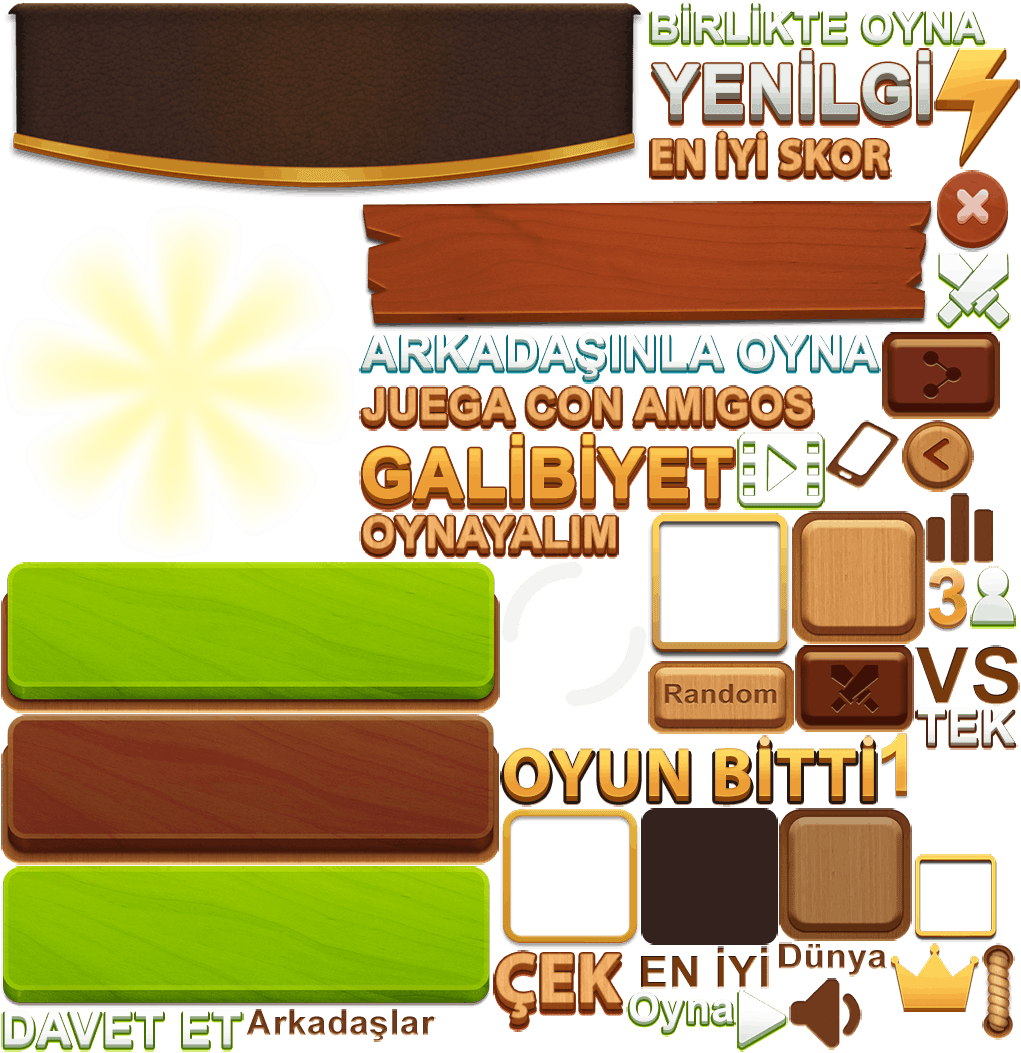 BİRLİKTE OYNA
YENİLGİ
EN İYİ SKOR
ARKADAŞINLA OYNA
JUEGA CON AMIGOS
GALİBİYET
OYNAYALIM
3
Random
VS
TEK
OYUN BİTTİ
1
ÇEK
EN İYİ
Dünya
Oyna
DAVET ET
Arkadaşlar